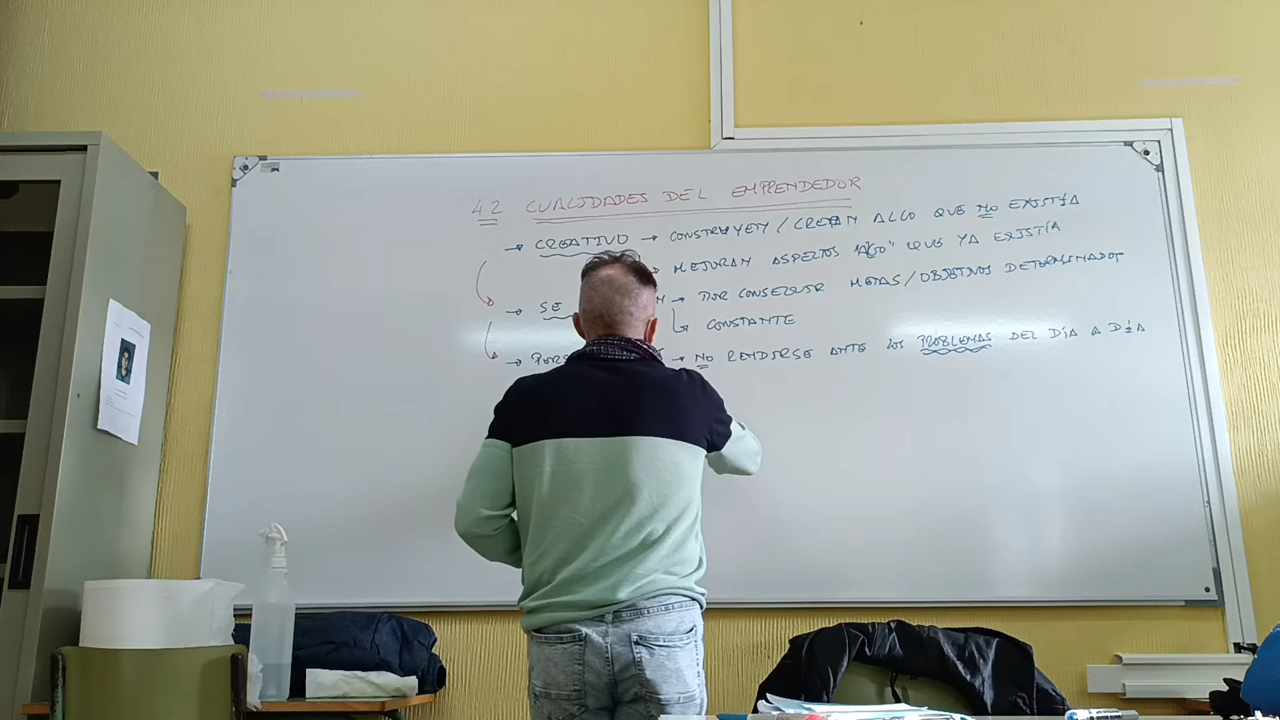 4.2 CUALIDADES DEL EMPRENDEDOR
→ CREATIVO → CONSTRUYEN / CREAN ALGO QUE NO EXISTÍA
MEJORAN ASPECTOS "ALGO" QUE YA EXISTÍA
→ SE → POR CONSEGUIR METAS/OBJETIVOS DETERMINADOS
CONSTANTE
→ → NO RENDIRSE ANTE LOS PROBLEMAS DEL DÍA A DÍA